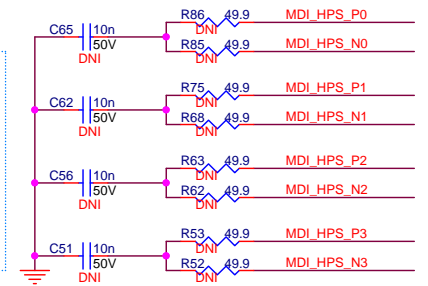 R86 49.9 MDI_HPS_P0
C65 10n DNI
50V R85 49.9 MDI_HPS_N0
DNI DNI
R75 49.9 MDI_HPS_P1
C62 10n DNI
50V R68 49.9 MDI_HPS_N1
DNI DNI
R63 49.9 MDI_HPS_P2
C56 10n DNI
50V R62 49.9 MDI_HPS_N2
DNI DNI
R53 49.9 MDI_HPS_P3
C51 10n DNI
50V R52 49.9 MDI_HPS_N3
DNI DNI